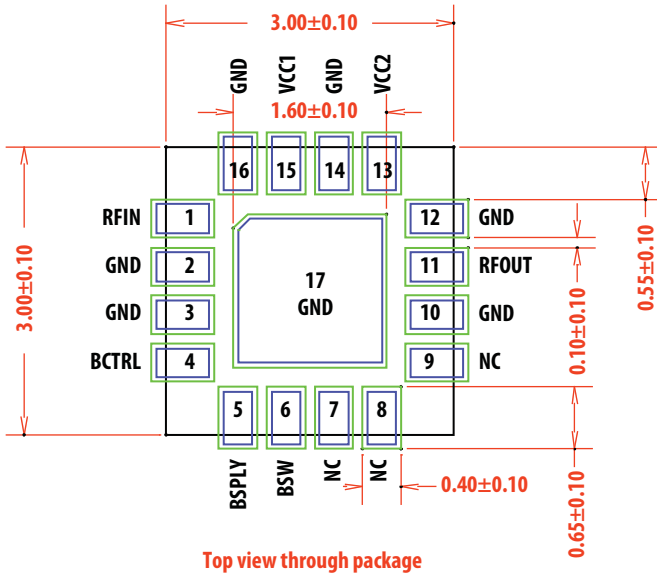 3.00±0.10
GND
VCC1
GND
VCC2
1.60±0.10
16
15
14
13
RFIN
1
12
GND
GND
2
11
RFOUT
GND
3
10
GND
BCTRL
4
9
NC
17
GND
3.00±0.10
0.55±0.10
0.10±0.10
5
6
7
8
BSPLY
BSW
NC
NC
0.40±0.10
0.65±0.10
Top view through package